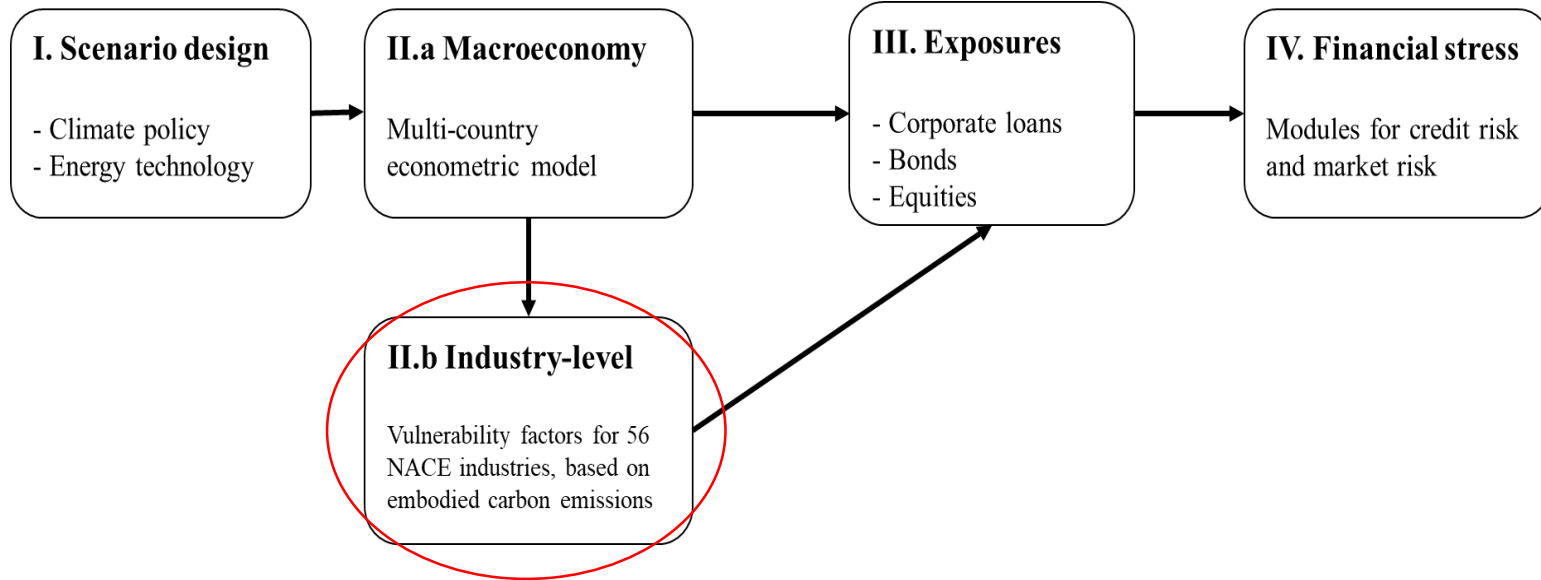 I. Scenario design
- Climate policy
- Energy technology
II.a Macroeconomy
Multi-country
econometric model
III. Exposures
- Corporate loans
- Bonds
- Equities
IV. Financial stress
Modules for credit risk
and market risk
II.b Industry-level
Vulnerability factors for 56
NACE industries, based on
embodied carbon emissions